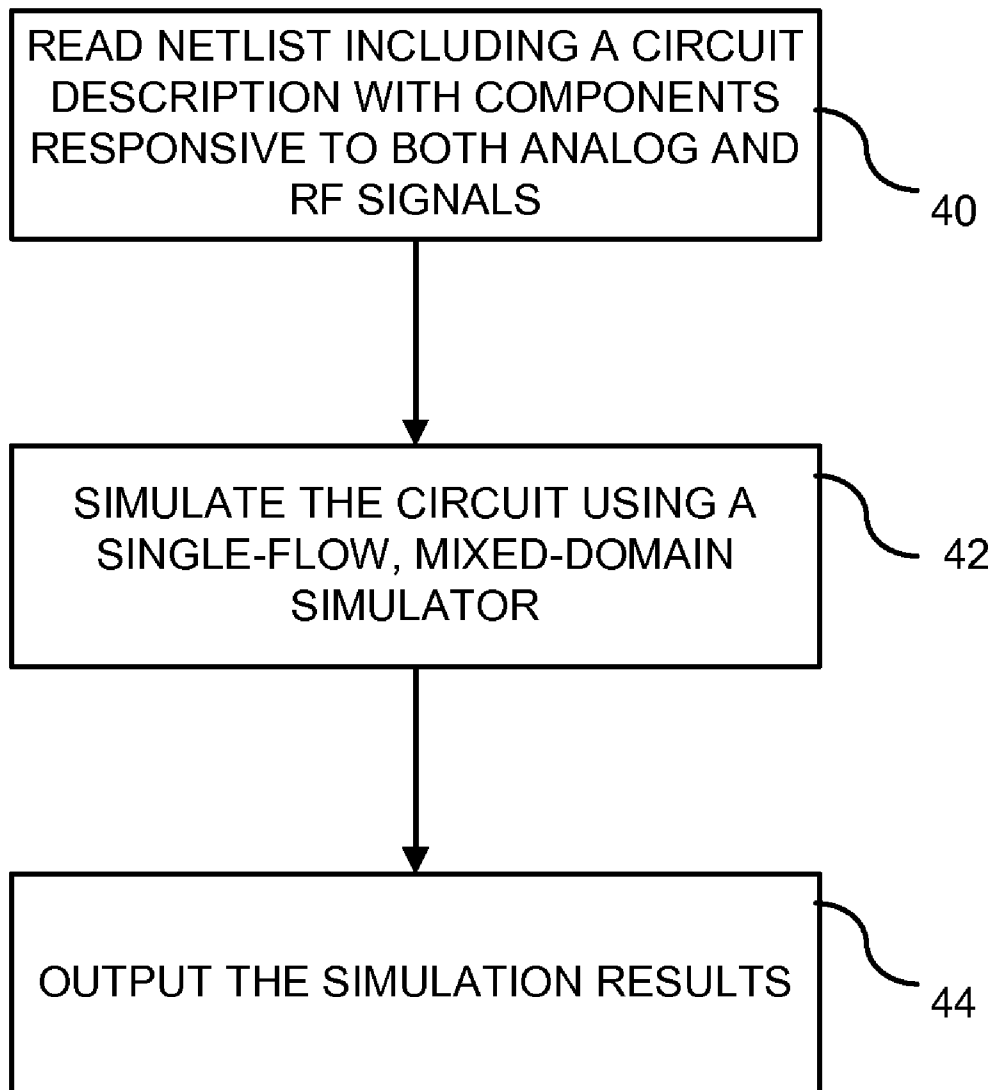 READ NETLIST INCLUDING A CIRCUIT
DESCRIPTION WITH COMPONENTS
RESPONSIVE TO BOTH ANALOG AND
RF SIGNALS
40
SIMULATE THE CIRCUIT USING A
SINGLE-FLOW, MIXED-DOMAIN
SIMULATOR
42
OUTPUT THE SIMULATION RESULTS
44